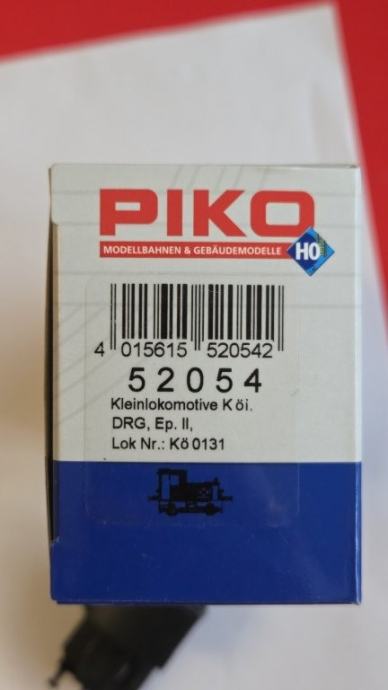 PIKO
MODELLBAHNEN & GEBÄUDEMODELLE
H0
4 015615 520542
52054
Kleinlokomotive K öi.
DRG, Ep. II,
Lok Nr.: Kö 0131